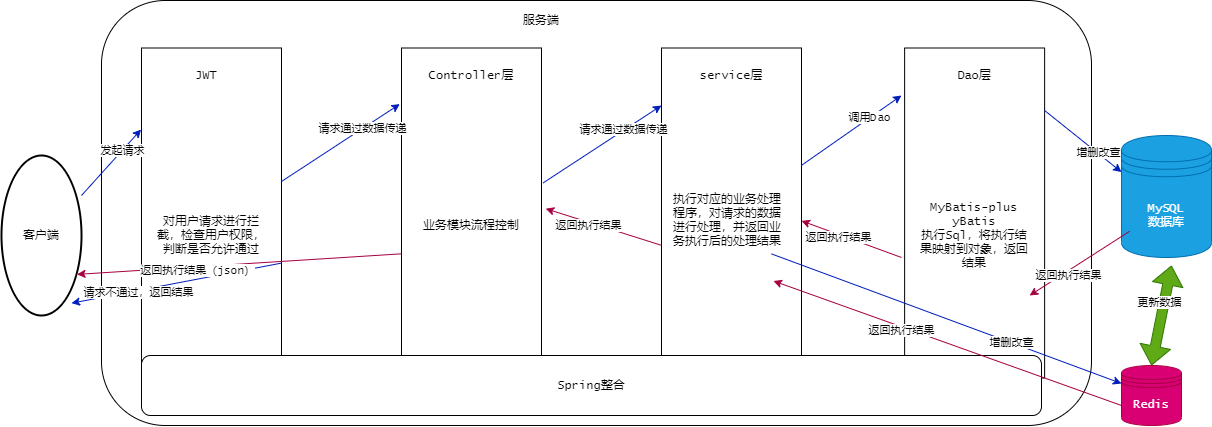 服务端
JWT
Controller层
service层
Dao层
请求通过数据传递
请求通过数据传递
调用Dao
发起请求
增删改查
客户端
对用户请求进行拦
截，检查用户权限，
判断是否允许通过
业务模块流程控制
返回执行结果
执行对应的业务处理
程序，对请求的数据
进行处理，并返回业
务执行后的处理结果
返回执行结果
MyBatis-plus
yBatis
执行Sql，将执行结
果映射到对象，返回
结果
MySQL
数据库
返回执行结果（json）
返回执行结果
请求不通过，返回结果
更新数据
返回执行结果
增删改查
Spring整合
Redis